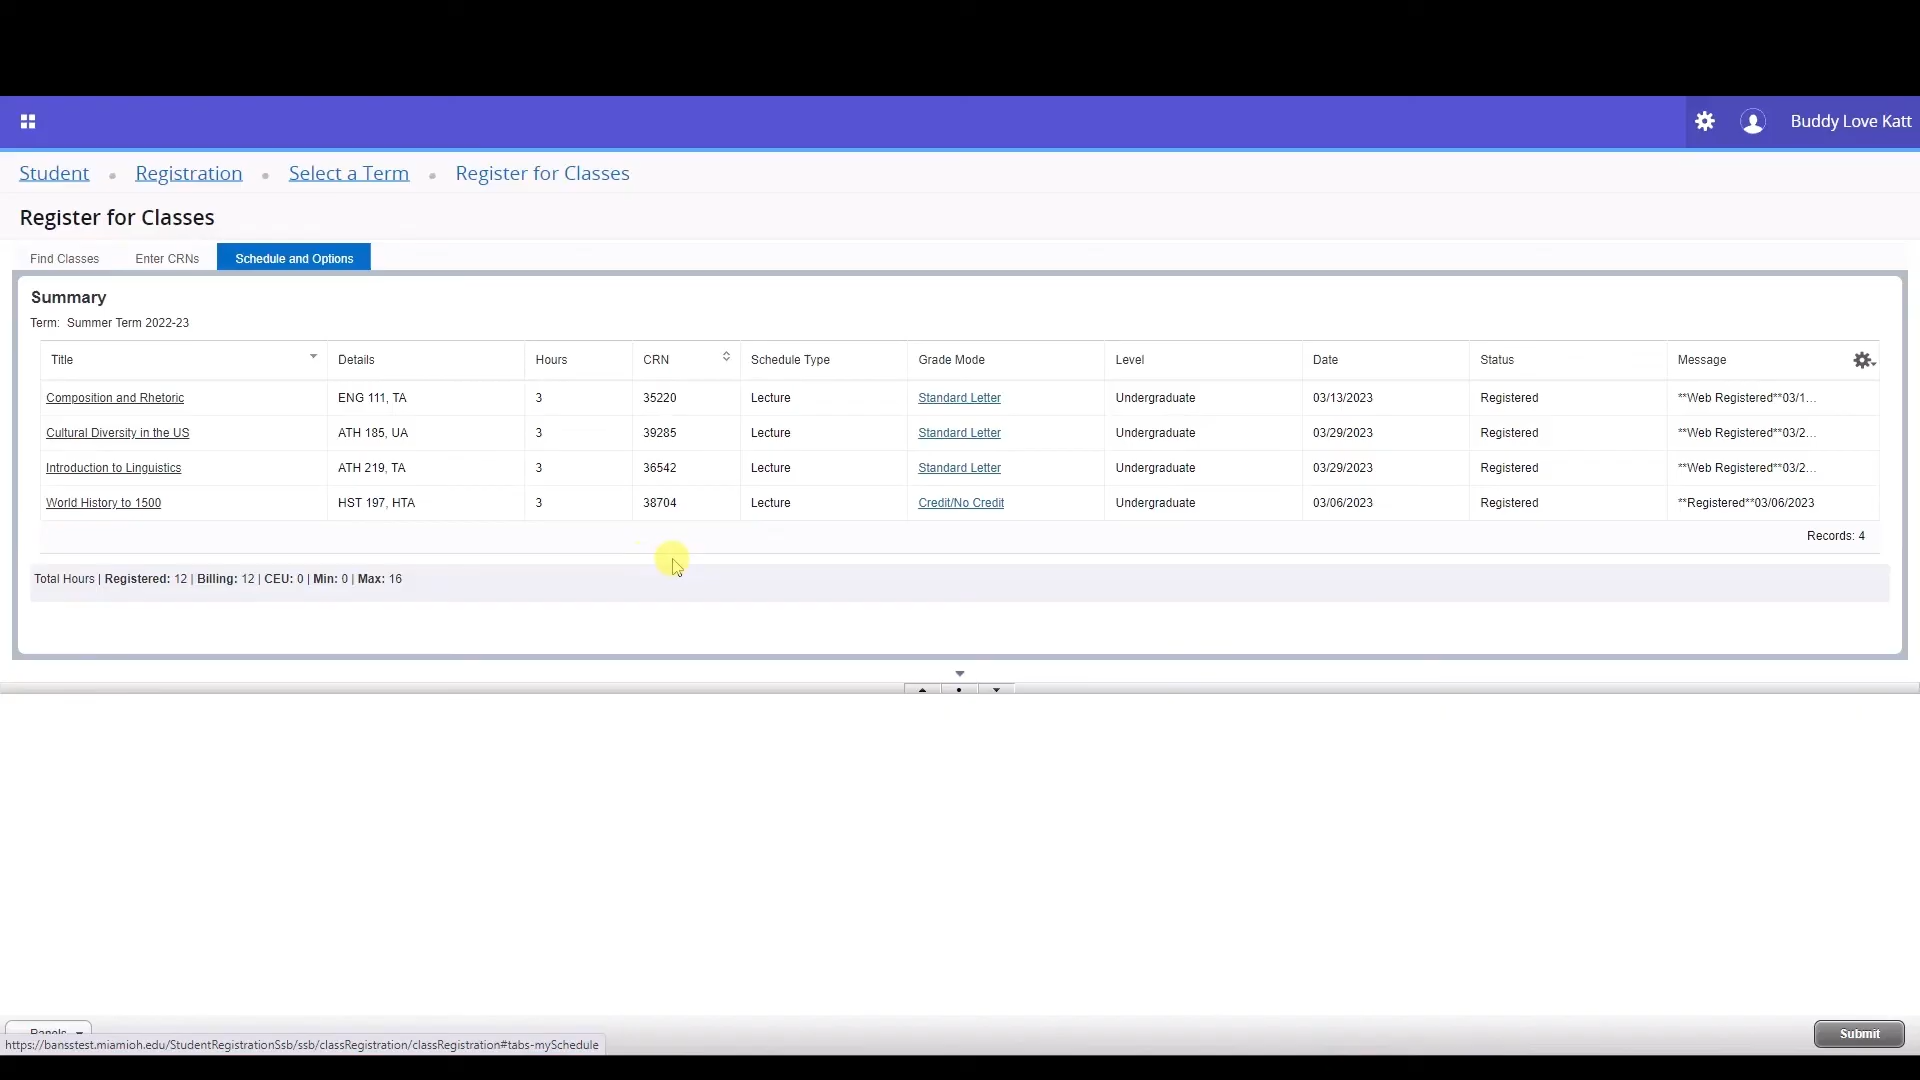 Buddy Love Katt
Student Registration Select a Term Register for Classes
Register for Classes
Find Classes Enter CRNs Schedule and Options
Summary
Term: Summer Term 2022-23
Title Details Hours CRN Schedule Type Grade Mode Level Date Status Message
Composition and Rhetoric ENG 111, TA 3 35220 Lecture Standard Letter Undergraduate 03/13/2023 Registered **Web Registered**03/1...
Cultural Diversity in the US ATH 185, UA 3 39285 Lecture Standard Letter Undergraduate 03/29/2023 Registered **Web Registered**03/2...
Introduction to Linguistics ATH 219, TA 3 36542 Lecture Standard Letter Undergraduate 03/29/2023 Registered **Web Registered**03/2...
World History to 1500 HST 197, HTA 3 38704 Lecture Credit/No Credit Undergraduate 03/06/2023 Registered **Registered**03/06/2023
Records: 4
Total Hours | Registered: 12 | Billing: 12 | CEU: 0 | Min: 0 | Max: 16
Panels
Submit
https://bansstest.miamioh.edu/StudentRegistrationSsb/ssb/classRegistration/classRegistration#tabs-mySchedule